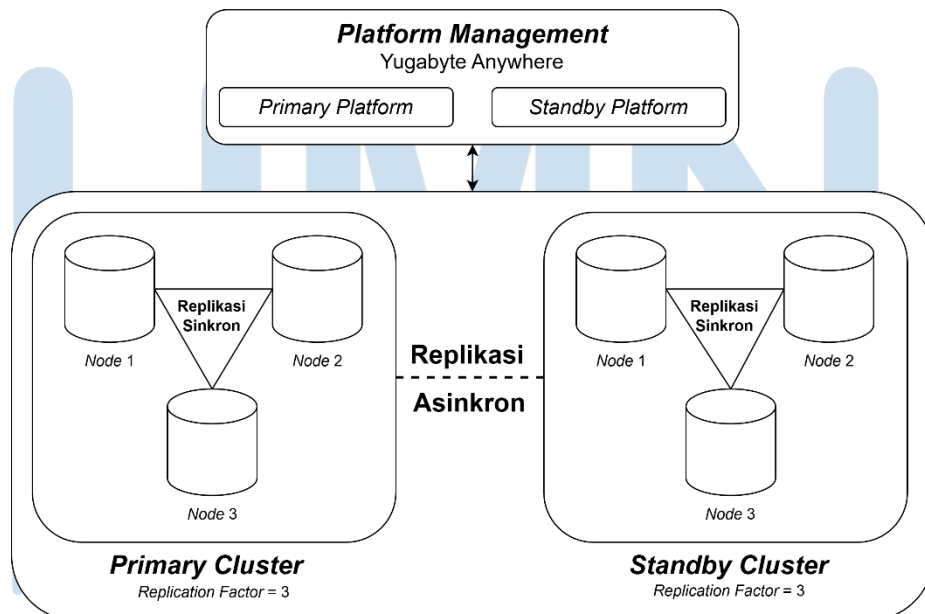 Platform Management
Yugabyte Anywhere
Primary Platform
Standby Platform
Replikasi
Sinkron
Node 1
Node 2
Node 3
Replikasi
Asinkron
Replikasi
Sinkron
Node 1
Node 2
Node 3
Primary Cluster
Replication Factor = 3
Standby Cluster
Replication Factor = 3